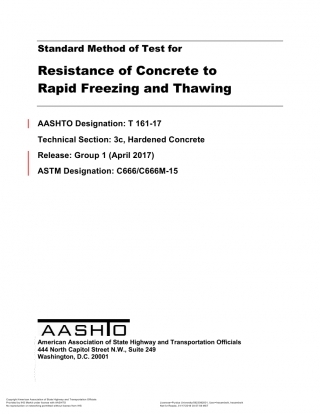 Standard Method of Test for
Resistance of Concrete to
Rapid Freezing and Thawing
AASHTO Designation: T 161-17
Technical Section: 3c, Hardened Concrete
Release: Group 1 (April 2017)
ASTM Designation: C666/C666M-15
AASHTO
American Association of State Highway and Transportation Officials
444 North Capitol Street N.W., Suite 249
Washington, D.C. 20001